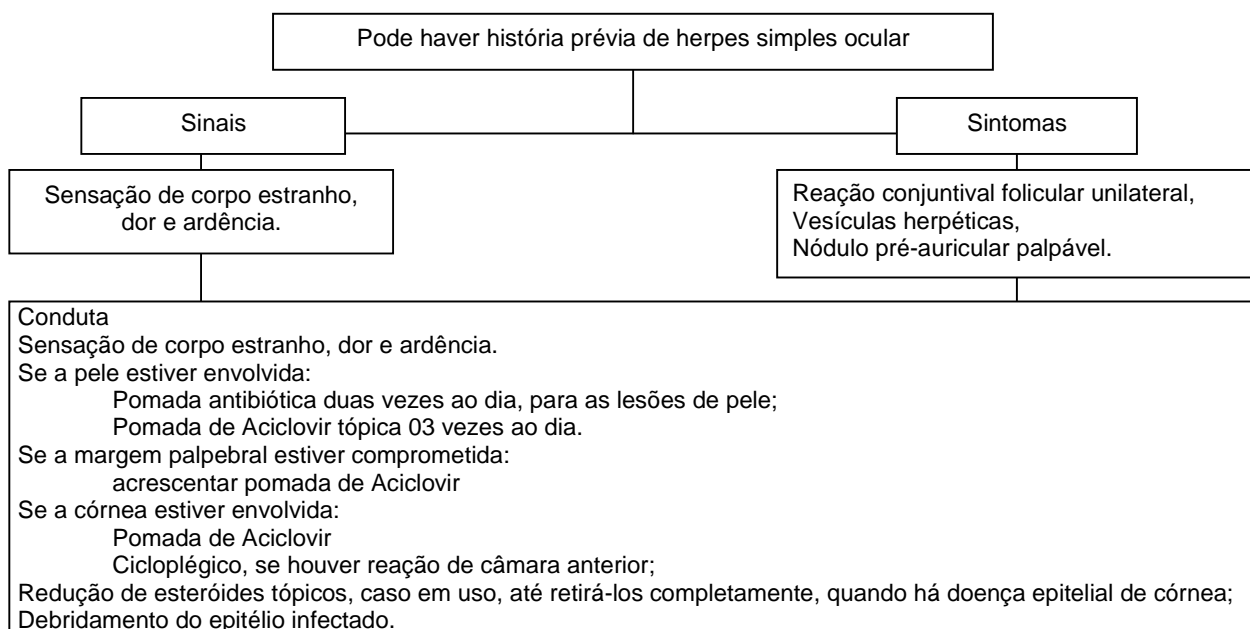 Pode haver história prévia de herpes simples ocular
Sinais
Sintomas
Sensação de corpo estranho,
dor e ardência.
Reação conjuntival folicular unilateral,
Vesículas herpéticas,
Nódulo pré-auricular palpável.
Conduta
Sensação de corpo estranho, dor e ardência.
Se a pele estiver envolvida:
Pomada antibiótica duas vezes ao dia, para as lesões de pele;
Pomada de Aciclovir tópica 03 vezes ao dia.
Se a margem palpebral estiver comprometida:
acrescentar pomada de Aciclovir
Se a córnea estiver envolvida:
Pomada de Aciclovir
Cicloplégico, se houver reação de câmara anterior;
Redução de esteróides tópicos, caso em uso, até retirá-los completamente, quando há doença epitelial de córnea;
Debridamento do epitélio infectado.